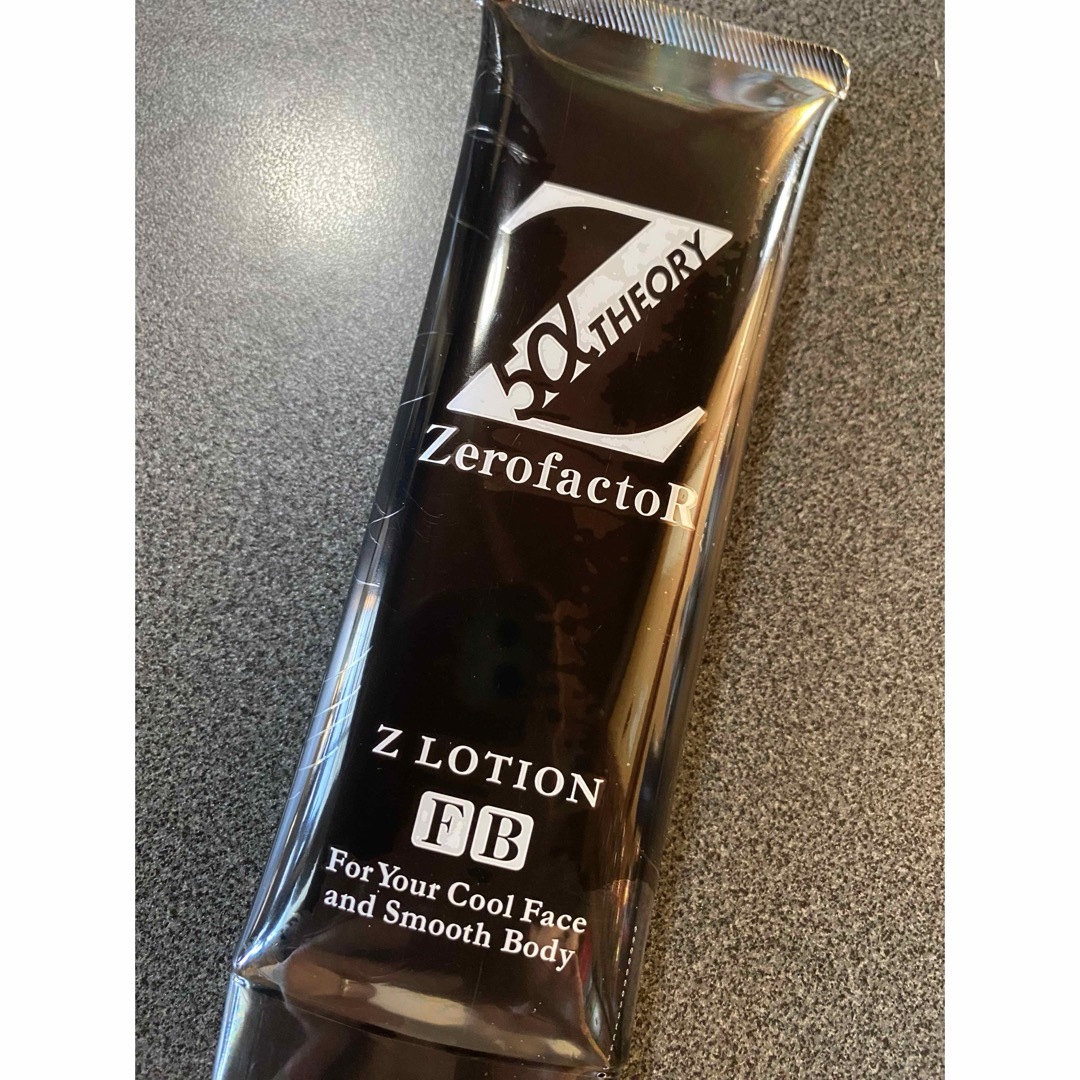 Z
5α THEORY
ZerofactoR
Z LOTION
FB
For Your Cool Face
and Smooth Body